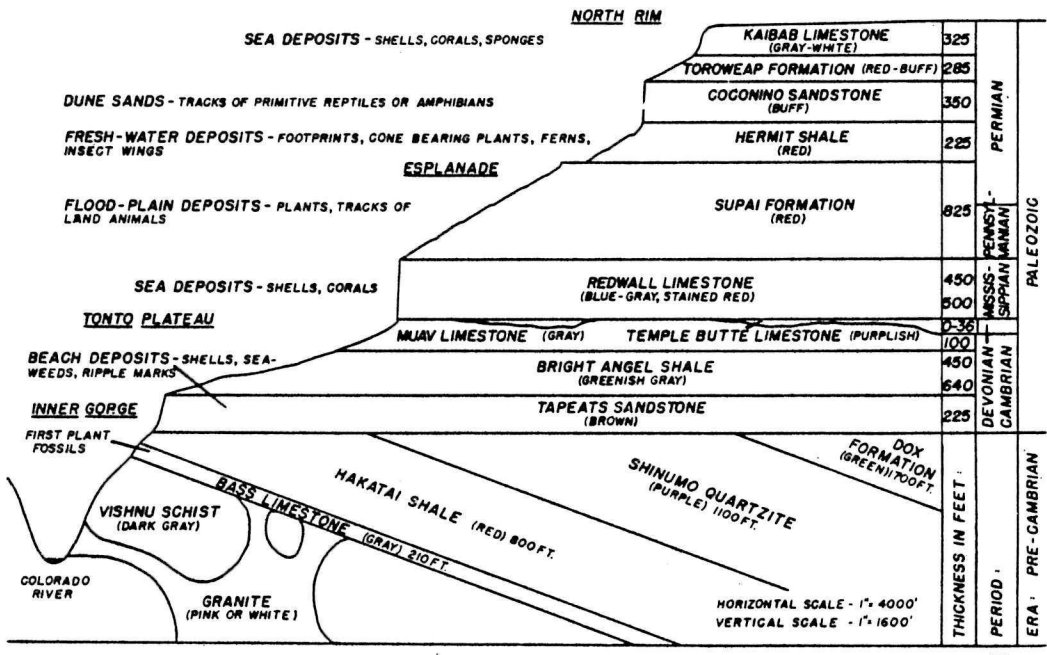 NORTH RIM
SEA DEPOSITS - SHELLS, CORALS, SPONGES
KAIBAB LIMESTONE
(GRAY-WHITE)
325
TOROWEAP FORMATION (RED-BUFF)
285
DUNE SANDS - TRACKS OF PRIMITIVE REPTILES OR AMPHIBIANS
COCONINO SANDSTONE
(BUFF)
350
FRESH-WATER DEPOSITS - FOOTPRINTS, CONE BEARING PLANTS, FERNS,
INSECT WINGS
HERMIT SHALE
(RED)
225
PERMIAN
ESPLANADE
FLOOD-PLAIN DEPOSITS - PLANTS, TRACKS OF
LAND ANIMALS
SUPAI FORMATION
(RED)
825
PENNSYL-
VANIAN
PALEOZOIC
SEA DEPOSITS - SHELLS, CORALS
REDWALL LIMESTONE
(BLUE-GRAY, STAINED RED)
450
500
MISSIS-
SIPPIAN
TONTO PLATEAU
MUAV LIMESTONE (GRAY)
TEMPLE BUTTE LIMESTONE (PURPLISH)
0-36
100
DEVONIAN
CAMBRIAN
BEACH DEPOSITS - SHELLS, SEA-
WEEDS, RIPPLE MARKS
BRIGHT ANGEL SHALE
(GREENISH GRAY)
450
640
INNER GORGE
TAPEATS SANDSTONE
(BROWN)
225
FIRST PLANT
FOSSILS
DOX
FORMATION
(GREEN) 1700 FT.
SHINUMO QUARTZITE
(PURPLE) 1100 FT.
HAKATAI SHALE (RED) 800 FT.
BASS LIMESTONE (GRAY) 210 FT.
VISHNU SCHIST
(DARK GRAY)
COLORADO
RIVER
GRANITE
(PINK OR WHITE)
HORIZONTAL SCALE - 1"= 4000'
VERTICAL SCALE - 1"= 1600'
THICKNESS IN FEET:
PERIOD:
ERA: PRE-CAMBRIAN